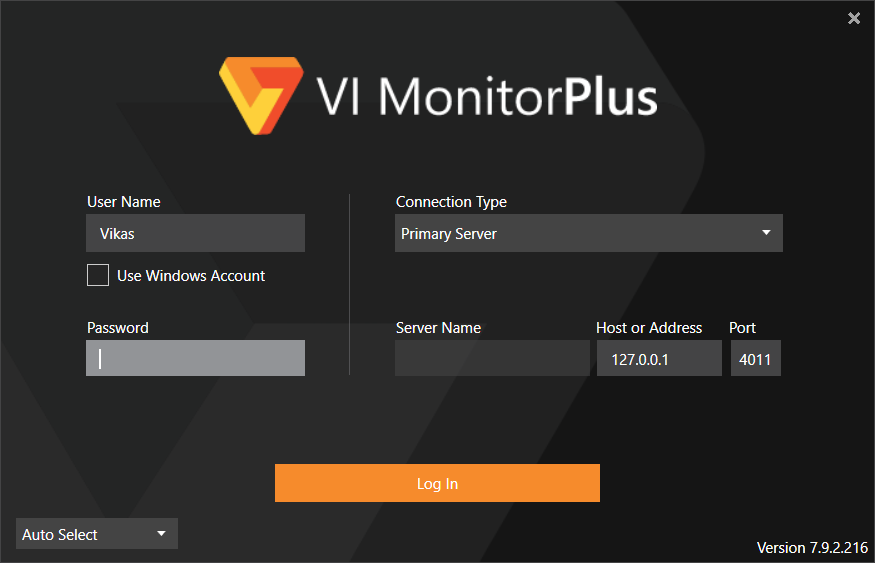 VI MonitorPlus
User Name
Vikas
Use Windows Account
Password
Connection Type
Primary Server
Server Name
Host or Address
Port
127.0.0.1
4011
Log In
Auto Select
Version 7.9.2.216